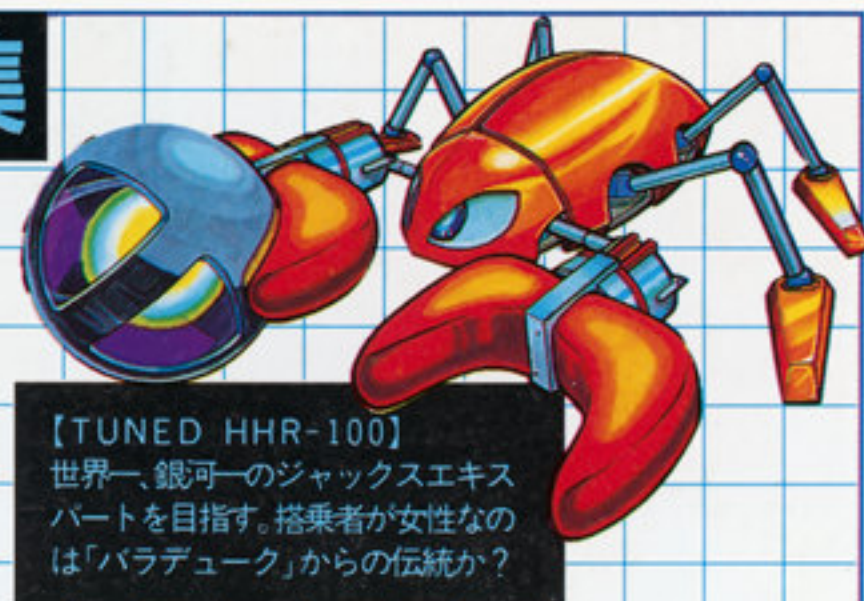 【TUNED HHR-100】
世界一、銀河一のジャックスエキス
パートを目指す。搭乗者が女性なの
は「バラデューク」からの伝統か?